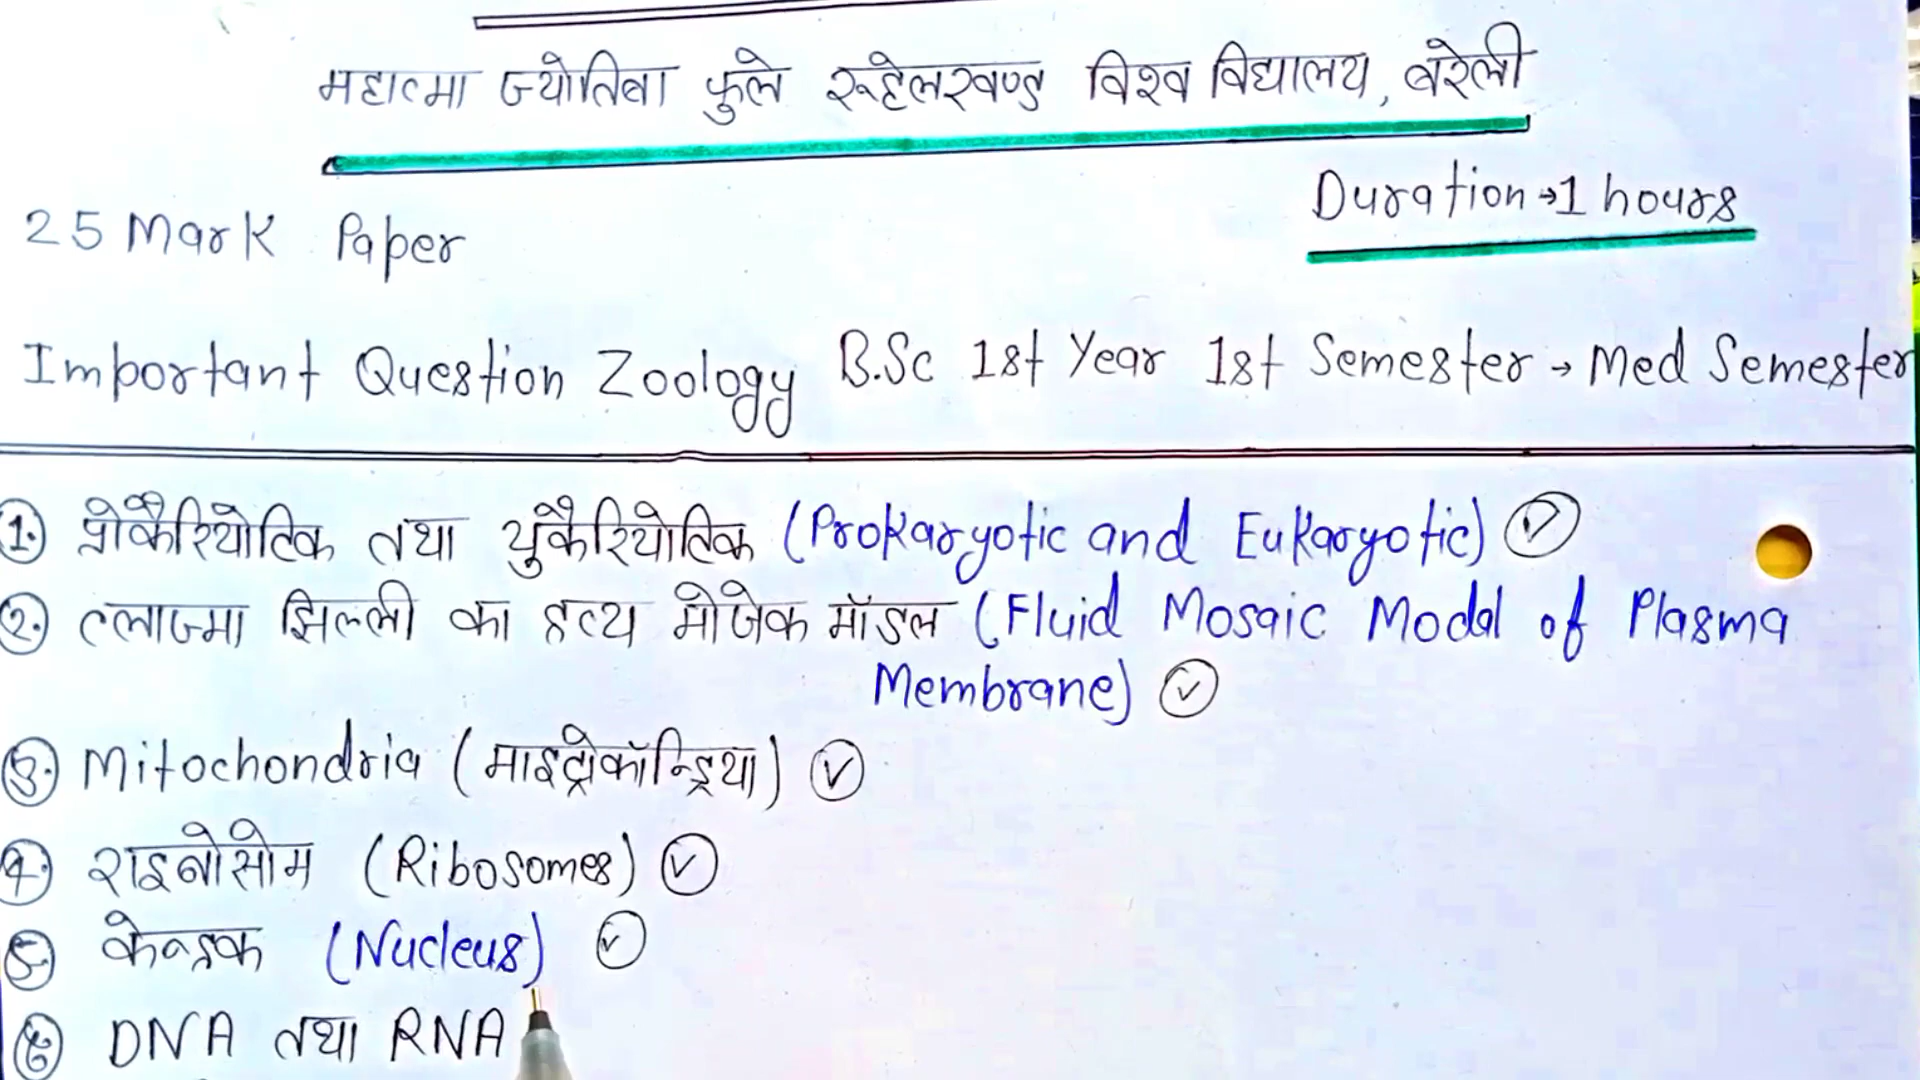 महात्मा ज्योतिबा फुले रूहेलखण्ड विश्व विद्यालय, बरेली
Duration→1 hours
25 Mark Paper
Important Question Zoology B.Sc 1st Year 1st Semester → Med Semester
1. प्रोकैरियोटिक तथा युकैरियोटिक (Prokaryotic and Eukaryotic)
2. प्लाज्मा झिल्ली का द्रव्य मोजेक मॉडल (Fluid Mosaic Model of Plasma
Membrane)
3. Mitochondria (माइट्रोकॉन्ड्रिया)
4. राइबोसोम (Ribosomes)
5. केन्द्रक (Nucleus)
6. DNA तथा RNA